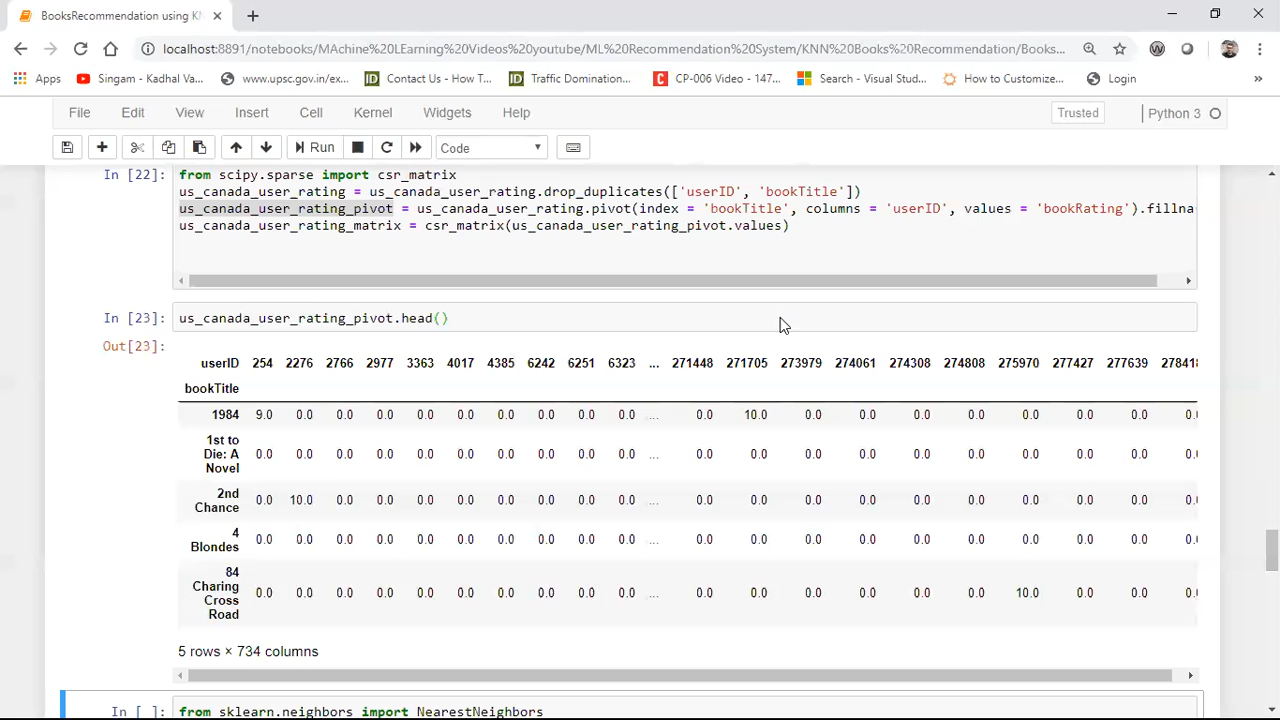 BooksRecommendation using KN
localhost:8891/notebooks/MAchine%20LEarning%20Videos%20youtube/ML%20Recommendation%20System/KNN%20Books%20Recommendation/Books...
Apps Singam - Kadhal Va... www.upsc.gov.in/ex... Contact Us - How T... Traffic Domination... CP-006 Video - 147... Search - Visual Stud... How to Customize... Login
File Edit View Insert Cell Kernel Widgets Help Trusted Python 3
Run Code
In [22]: from scipy.sparse import csr_matrix
us_canada_user_rating = us_canada_user_rating.drop_duplicates(['userID', 'bookTitle'])
us_canada_user_rating_pivot = us_canada_user_rating.pivot(index = 'bookTitle', columns = 'userID', values = 'bookRating').fillna
us_canada_user_rating_matrix = csr_matrix(us_canada_user_rating_pivot.values)
In [23]: us_canada_user_rating_pivot.head()
Out[23]:
userID 254 2276 2766 2977 3363 4017 4385 6242 6251 6323 ... 271448 271705 273979 274061 274308 274808 275970 277427 277639 278418
bookTitle
1984 9.0 0.0 0.0 0.0 0.0 0.0 0.0 0.0 0.0 0.0 ... 0.0 10.0 0.0 0.0 0.0 0.0 0.0 0.0 0.0 0.0
1st to
Die: A 0.0 0.0 0.0 0.0 0.0 0.0 0.0 0.0 0.0 0.0 ... 0.0 0.0 0.0 0.0 0.0 0.0 0.0 0.0 0.0 0.0
Novel
2nd
Chance 0.0 10.0 0.0 0.0 0.0 0.0 0.0 0.0 0.0 0.0 ... 0.0 0.0 0.0 0.0 0.0 0.0 0.0 0.0 0.0 0.0
4
Blondes 0.0 0.0 0.0 0.0 0.0 0.0 0.0 0.0 0.0 0.0 ... 0.0 0.0 0.0 0.0 0.0 0.0 0.0 0.0 0.0 0.0
84
Charing
Cross 0.0 0.0 0.0 0.0 0.0 0.0 0.0 0.0 0.0 0.0 ... 0.0 0.0 0.0 0.0 0.0 0.0 10.0 0.0 0.0 0.0
Road
5 rows × 734 columns
In [ ]: from sklearn.neighbors import NearestNeighbors